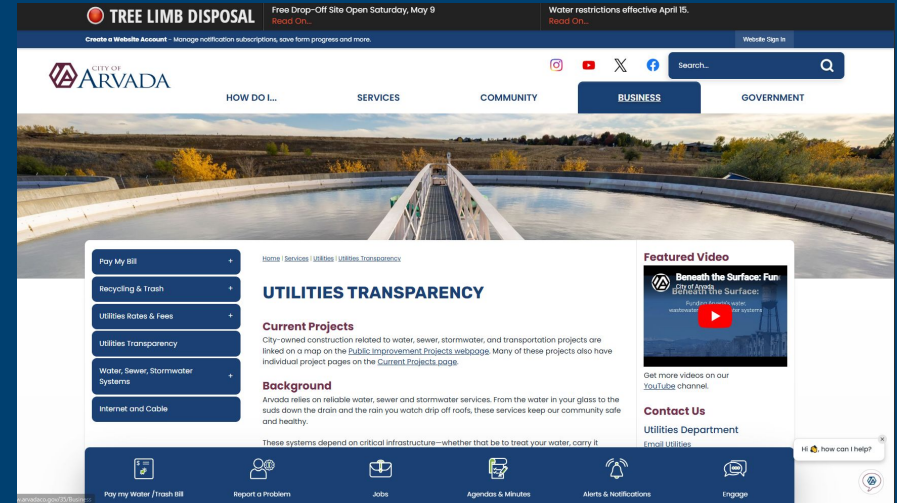 TREE LIMB DISPOSAL
Free Drop-Off Site Open Saturday, May 9
Read On...
Water restrictions effective April 15.
Read On...
Create a Website Account - Manage notification subscriptions, save form progress and more.
Website Sign In
CITY OF
ARVADA
Search...
HOW DO I...
SERVICES
COMMUNITY
BUSINESS
GOVERNMENT
Pay My Bill +
Recycling & Trash +
Utilities Rates & Fees +
Utilities Transparency
Water, Sewer, Stormwater
Systems +
Internet and Cable
Home | Services | Utilities | Utilities Transparency
UTILITIES TRANSPARENCY
Current Projects
City-owned construction related to water, sewer, stormwater, and transportation projects are
linked on a map on the Public Improvement Projects webpage. Many of these projects also have
individual project pages on the Current Projects page.
Background
Arvada relies on reliable water, sewer and stormwater services. From the water in your glass to the
suds down the drain and the rain you watch drip off roofs, these services keep our community safe
and healthy.
These systems depend on critical infrastructure—whether that be to treat your water, carry it
Featured Video
Beneath the Surface: Fun
City of Arvada
Beneath the Surface:
Funding Arvada's water,
Get more videos on our
YouTube channel.
Contact Us
Utilities Department
Email Utilities
Hi 👋, how can I help?
Pay my Water /Trash Bill
Report a Problem
Jobs
Agendas & Minutes
Alerts & Notifications
Engage